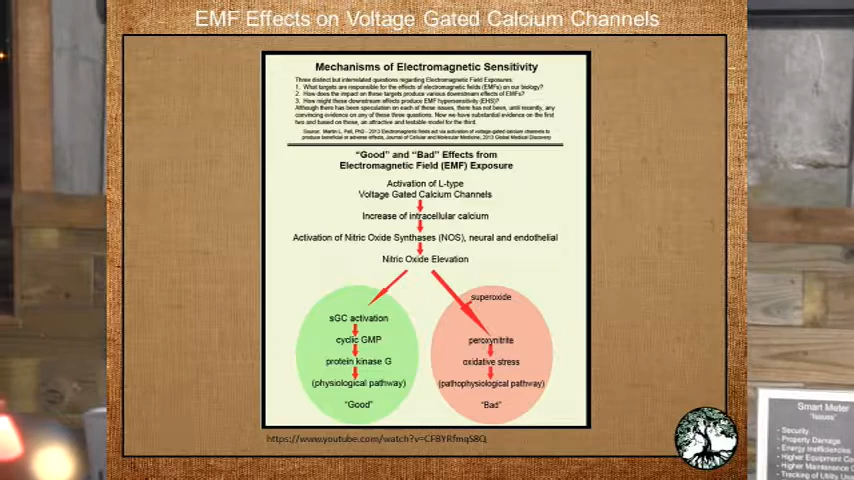 EMF Effects on Voltage Gated Calcium Channels
Mechanisms of Electromagnetic Sensitivity
Three distinct but interrelated questions regarding Electromagnetic Field Exposures:
1. What targets are responsible for the effects of electromagnetic fields (EMFs) on our biology?
2. How does the impact on these targets produce various downstream effects of EMFs?
3. How might these downstream effects produce EMF hypersensitivity (EHS)?
Although there has been speculation on each of these issues, there has not been, until recently, any
convincing evidence on any of these three questions. Now we have substantial evidence on the first
two and based on those, an attractive and testable model for the third.
Source: Martin L. Pall, PhD - 2013 Electromagnetic fields act via activation of voltage-gated calcium channels to
produce beneficial or adverse effects, Journal of Cellular and Molecular Medicine, 2013 Global Medical Discovery
"Good" and "Bad" Effects from
Electromagnetic Field (EMF) Exposure
Activation of L-type
Voltage Gated Calcium Channels
Increase of intracellular calcium
Activation of Nitric Oxide Synthases (NOS), neural and endothelial
Nitric Oxide Elevation
superoxide
sGC activation
cyclic GMP
protein kinase G
(physiological pathway)
"Good"
peroxynitrite
oxidative stress
(pathophysiological pathway)
"Bad"
https://www.youtube.com/watch?v=CFBYRfmqS8Q
Smart Meter
"Issues"
- Security
- Property Damage
- Energy Inefficiencies
- Higher Equipment Co
- Higher Maintenance C
- Tracking of Utility Usa